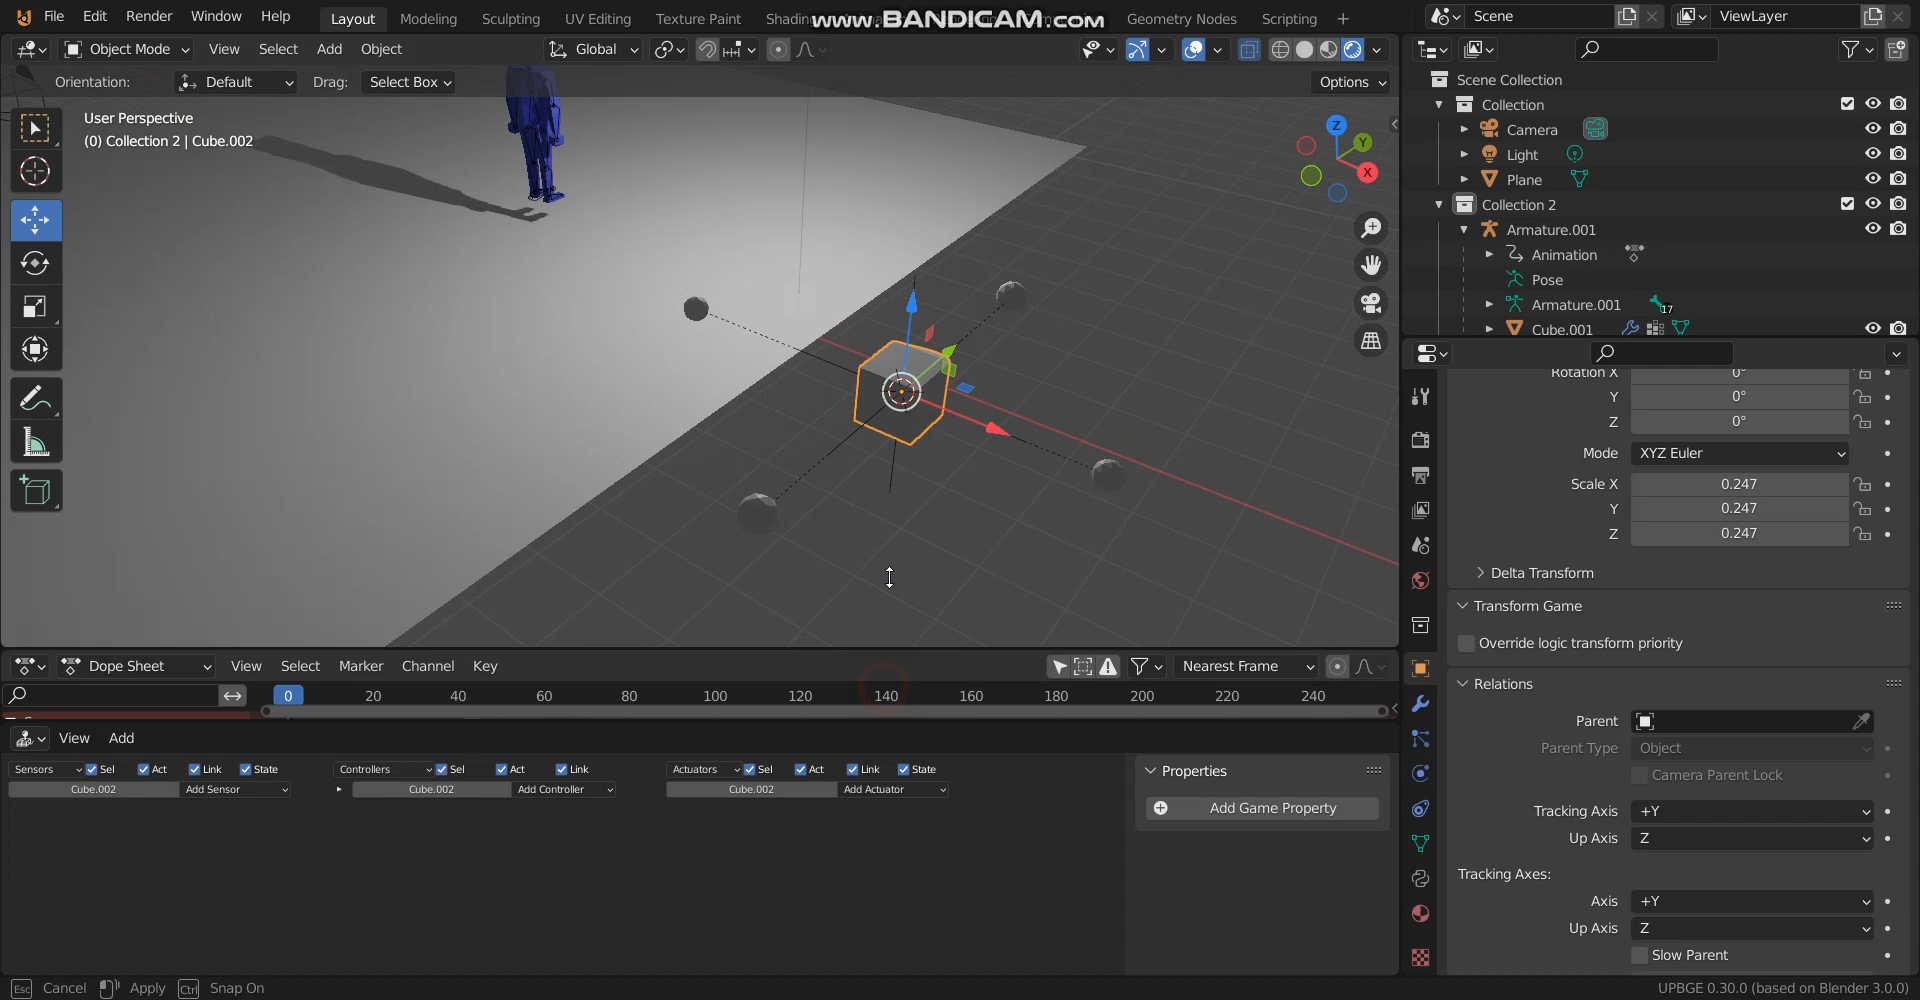 File Edit Render Window Help Layout Modeling Sculpting UV Editing Texture Paint Shading www.BANDICAM.com Geometry Nodes Scripting Scene ViewLayer
Object Mode View Select Add Object Global
Orientation: Default Drag: Select Box Options
User Perspective
(0) Collection 2 | Cube.002
Z
Y
X
Scene Collection
Collection
Camera
Light
Plane
Collection 2
Armature.001
Animation
Pose
Armature.001 17
Cube.001
Rotation X 0°
Y 0°
Z 0°
Mode XYZ Euler
Scale X 0.247
Y 0.247
Z 0.247
Delta Transform
Transform Game
Override logic transform priority
Relations
Parent
Parent Type Object
Camera Parent Lock
Tracking Axis +Y
Up Axis Z
Tracking Axes:
Axis +Y
Up Axis Z
Slow Parent
Dope Sheet View Select Marker Channel Key Nearest Frame
0 20 40 60 80 100 120 140 160 180 200 220 240
View Add
Sensors Sel Act Link State Controllers Sel Act Link Actuators Sel Act Link State
Cube.002 Add Sensor Cube.002 Add Controller Cube.002 Add Actuator
Properties
Add Game Property
Esc Cancel Apply Ctrl Snap On UPBGE 0.30.0 (based on Blender 3.0.0)